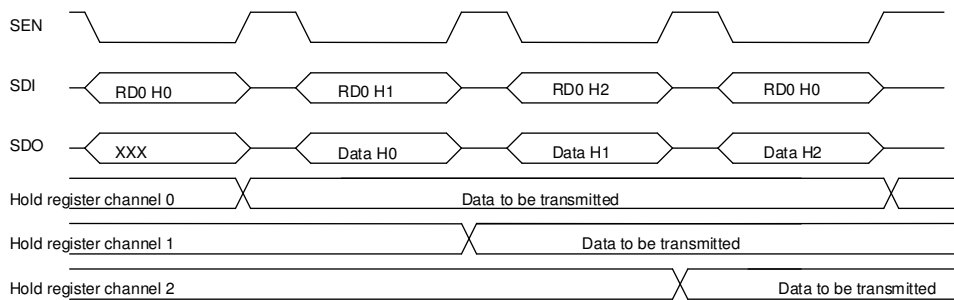 SEN
SDI RD0 H0 RD0 H1 RD0 H2 RD0 H0
SDO XXX Data H0 Data H1 Data H2
Hold register channel 0 Data to be transmitted
Hold register channel 1 Data to be transmitted
Hold register channel 2 Data to be transmitted